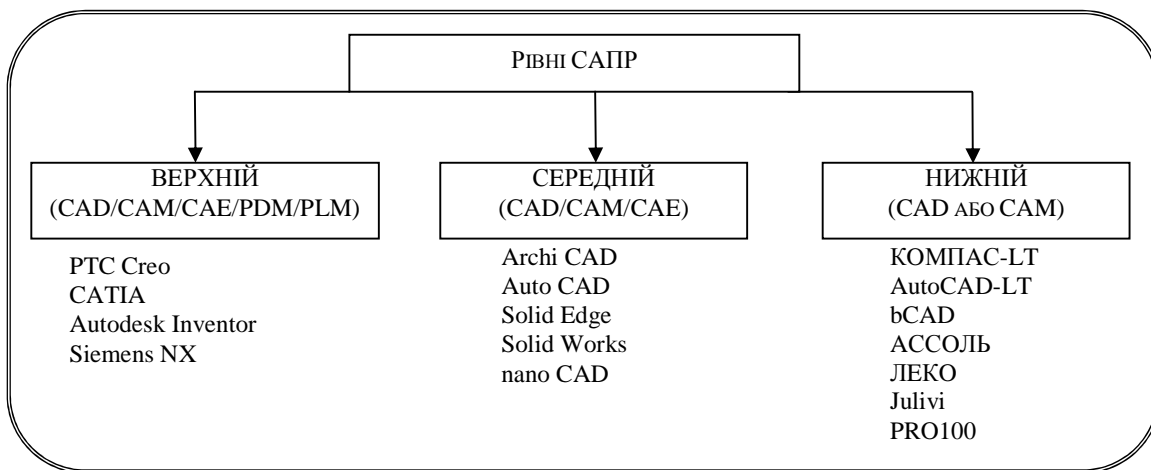 РІВНІ САПР
ВЕРХНІЙ
(CAD/CAM/CAE/PDM/PLM)
PTC Creo
CATIA
Autodesk Inventor
Siemens NX
СЕРЕДНІЙ
(CAD/CAM/CAE)
Archi CAD
Auto CAD
Solid Edge
Solid Works
nano CAD
НИЖНІЙ
(CAD АБО CAM)
КОМПАС-LT
AutoCAD-LT
bCAD
АССОЛЬ
ЛЕКО
Julivi
PRO100